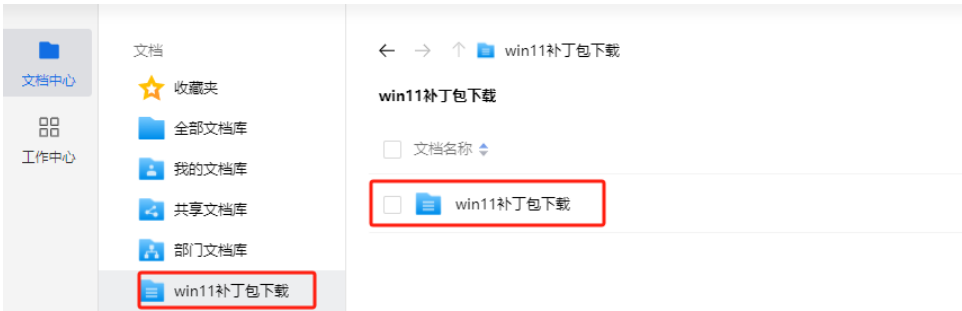 文档中心
工作中心
文档
收藏夹
全部文档库
我的文档库
共享文档库
部门文档库
win11补丁包下载
win11补丁包下载
win11补丁包下载
文档名称
win11补丁包下载